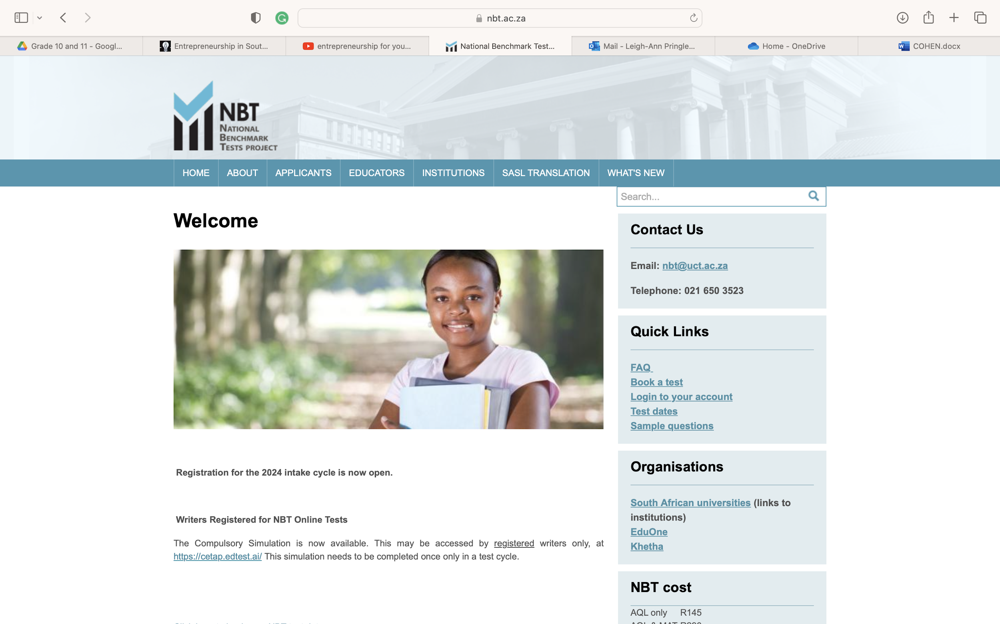 nbt.ac.za
Grade 10 and 11 - Googl...
Entrepreneurship in Sout...
entrepreneurship for you...
National Benchmark Test...
Mail - Leigh-Ann Pringle...
Home - OneDrive
COHEN.docx
NBT
NATIONAL
BENCHMARK
TESTS PROJECT
HOME
ABOUT
APPLICANTS
EDUCATORS
INSTITUTIONS
SASL TRANSLATION
WHAT'S NEW
Search...
Welcome
Registration for the 2024 intake cycle is now open.
Writers Registered for NBT Online Tests
The Compulsory Simulation is now available. This may be accessed by registered writers only, at
https://cetap.edtest.ai/ This simulation needs to be completed once only in a test cycle.
Contact Us
Email: nbt@uct.ac.za
Telephone: 021 650 3523
Quick Links
FAQ
Book a test
Login to your account
Test dates
Sample questions
Organisations
South African universities (links to
institutions)
EduOne
Khetha
NBT cost
AQL only R145